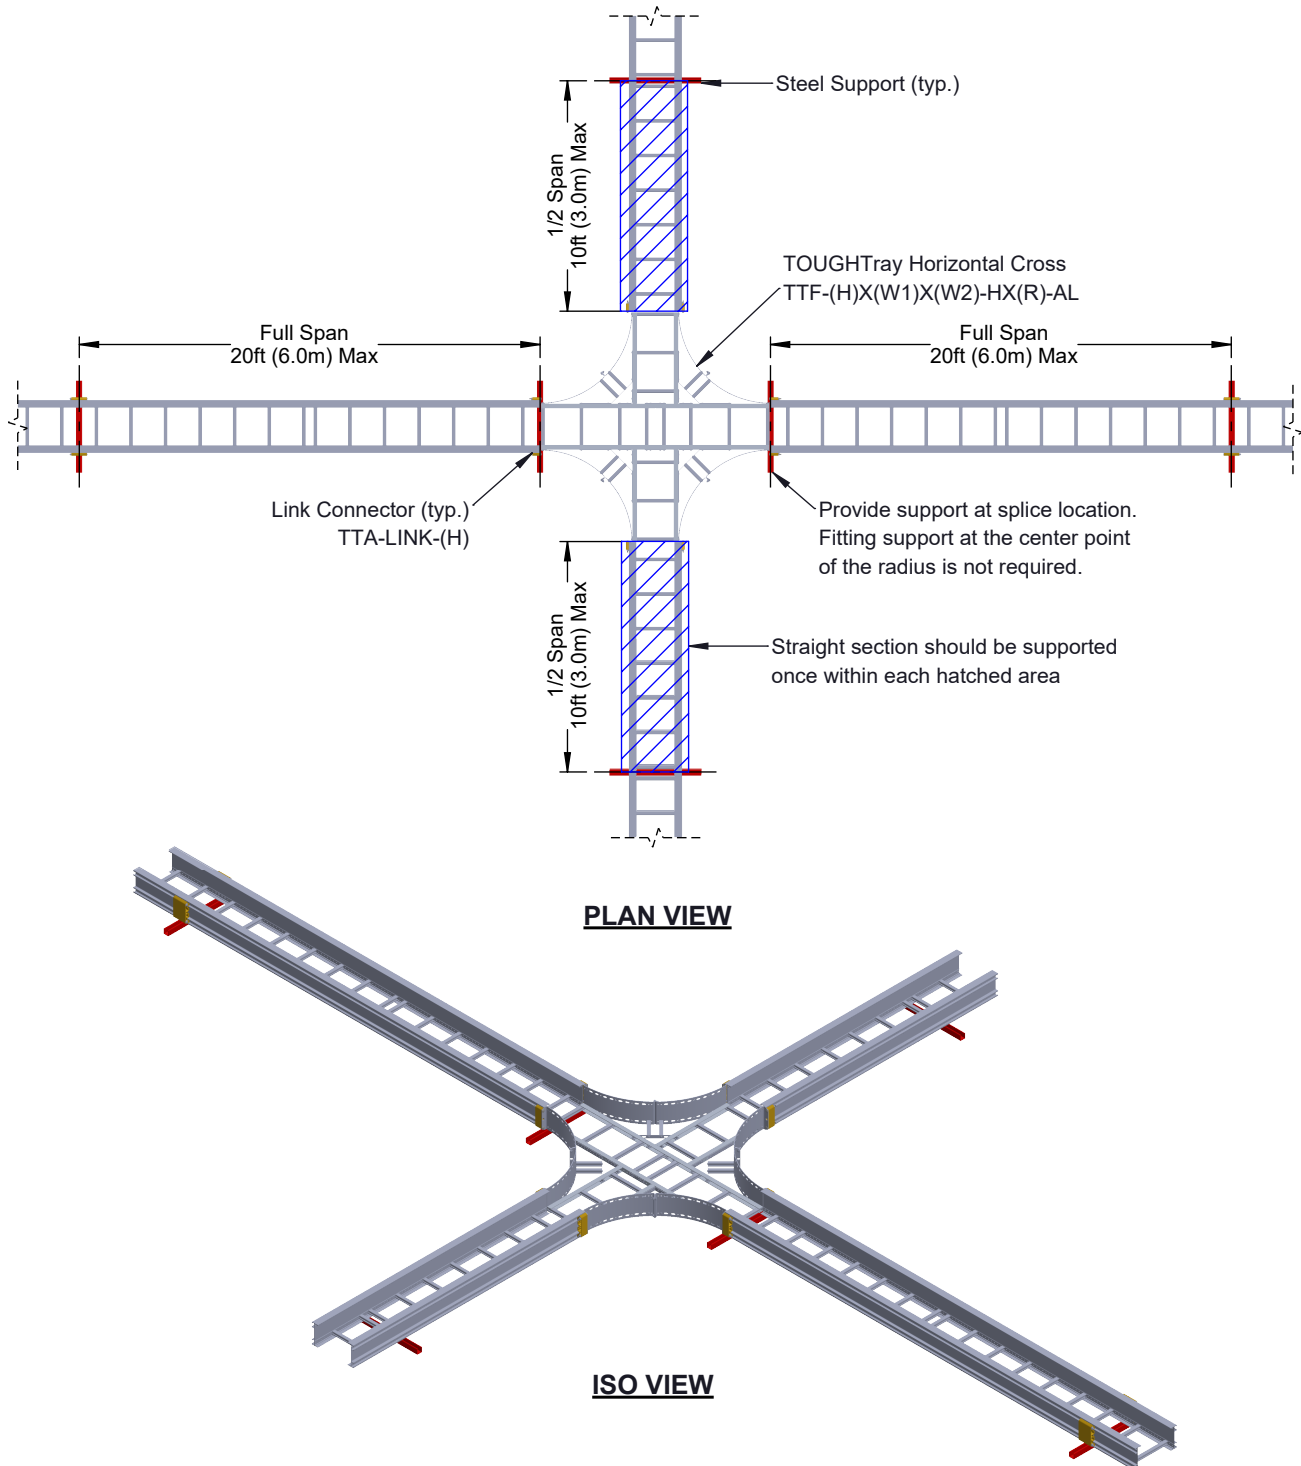 Steel Support (typ.)
1/2 Span
10ft (3.0m) Max
TOUGHTray Horizontal Cross
TTF-(H)X(W1)X(W2)-HX(R)-AL
Full Span
20ft (6.0m) Max
Full Span
20ft (6.0m) Max
Link Connector (typ.)
TTA-LINK-(H)
Provide support at splice location.
Fitting support at the center point
of the radius is not required.
1/2 Span
10ft (3.0m) Max
Straight section should be supported
once within each hatched area
PLAN VIEW
ISO VIEW